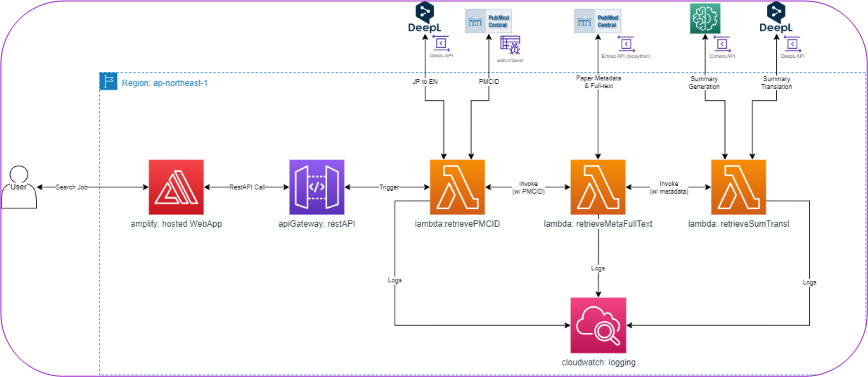 DeepL
DeepL API
PubMed
Central
web-crawler
PubMed
Central
Entrez API (biopython)
Cohere API
DeepL
DeepL API
Region: ap-northeast-1
JP to EN
PMCID
Paper Metadata
& Full-text
Summary
Generation
Summary
Translation
User
Search Job
RestAPI Call
Trigger
Invoke
(w/ PMCID)
Invoke
(w/ metadata)
amplify: hosted WebApp
apiGateway: restAPI
lambda:retrievePMCID
lambda: retrieveMetaFullText
lambda: retrieveSumTransl
Logs
Logs
Logs
cloudwatch: logging